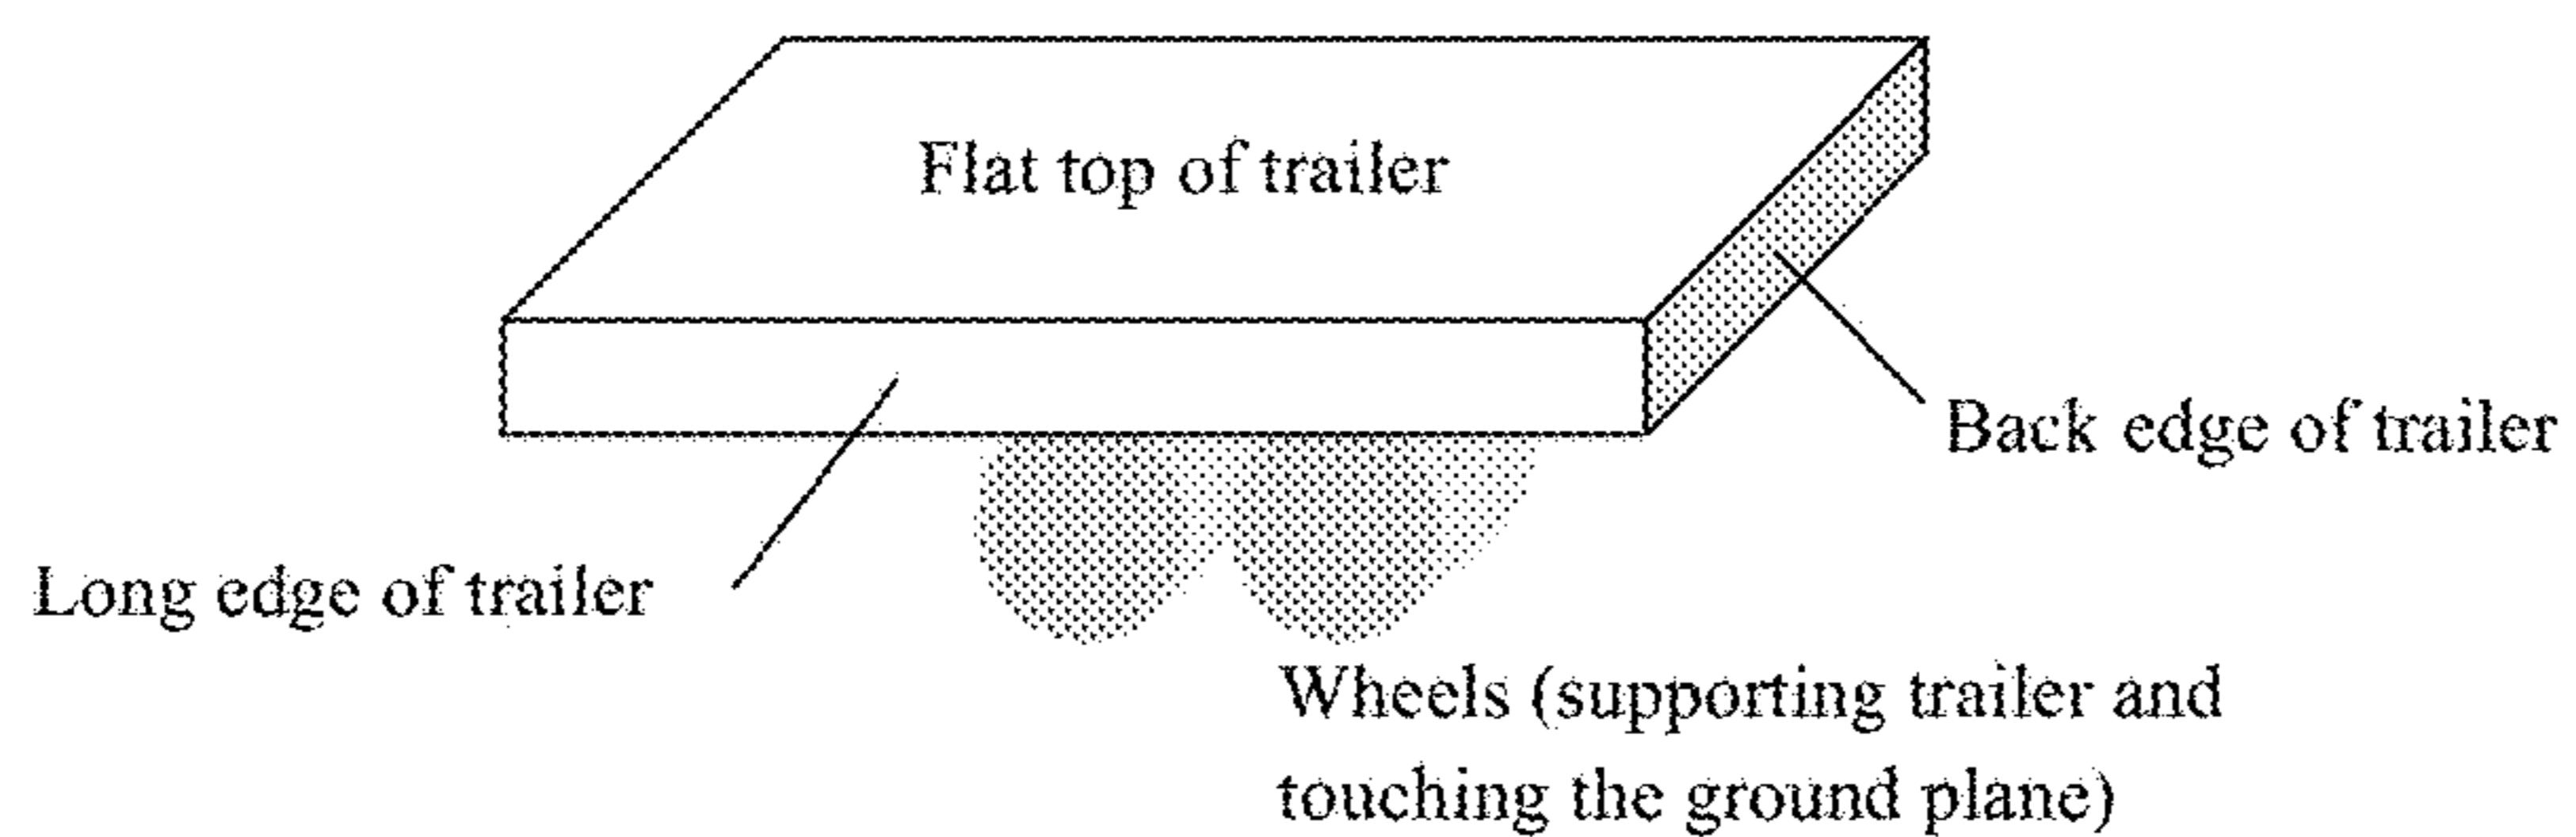 Flat top of trailer
Back edge of trailer
Long edge of trailer
Wheels (supporting trailer and
touching the ground plane)